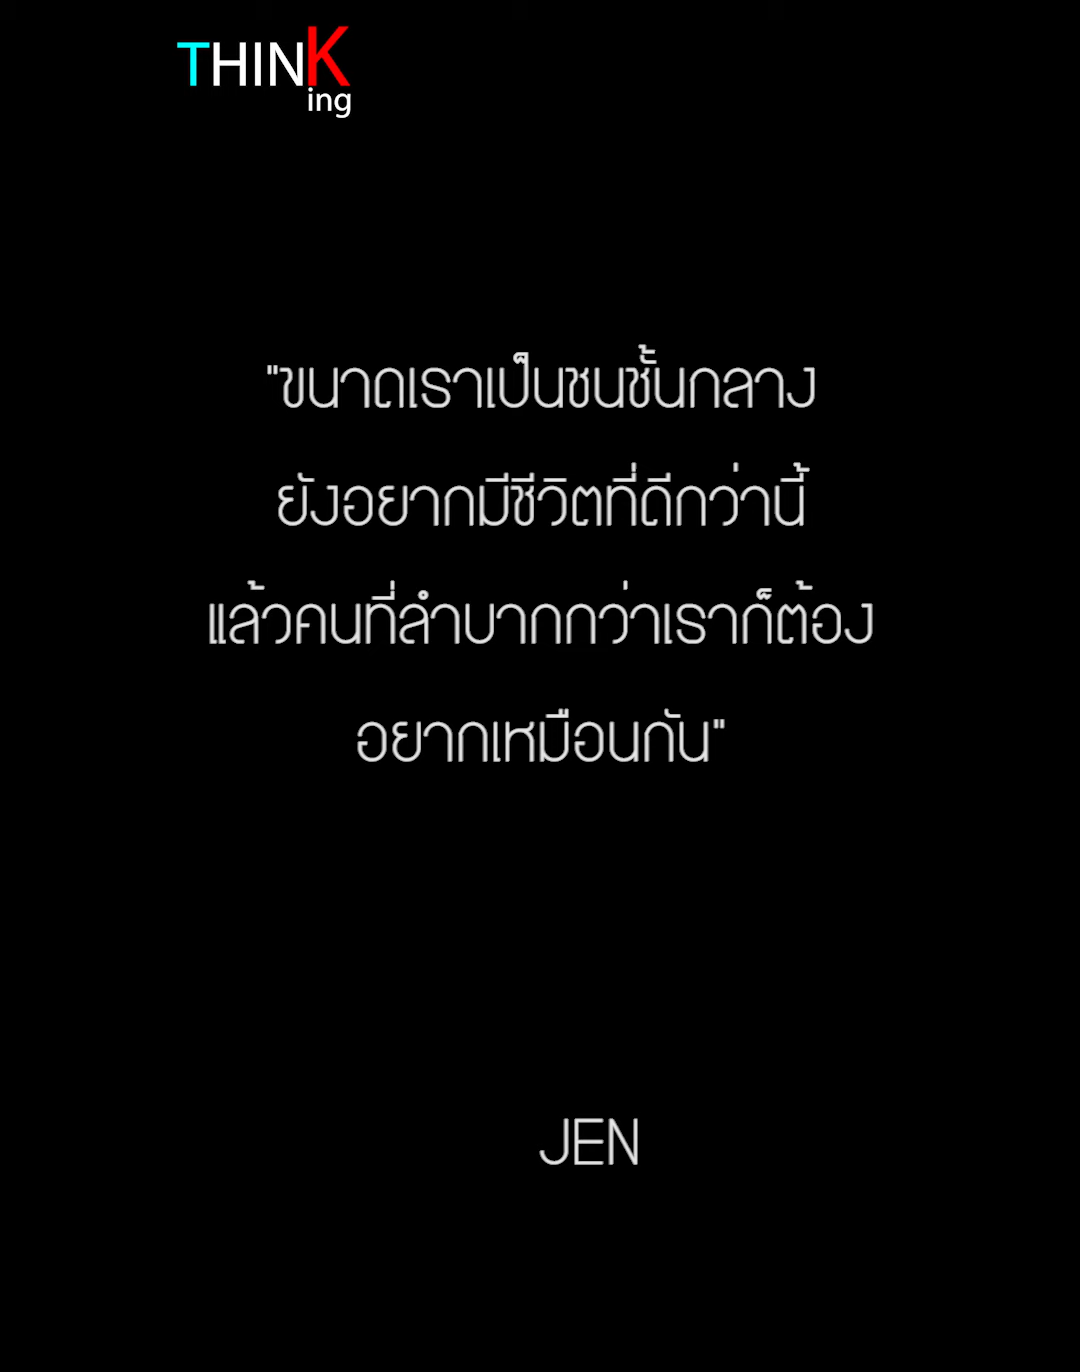 THINK
ing
"ขนาดเราเป็นชนชั้นกลาง
ยังอยากมีชีวิตที่ดีกว่านี้
แล้วคนที่ลำบากกว่าเราก็ต้อง
อยากเหมือนกัน"
JEN